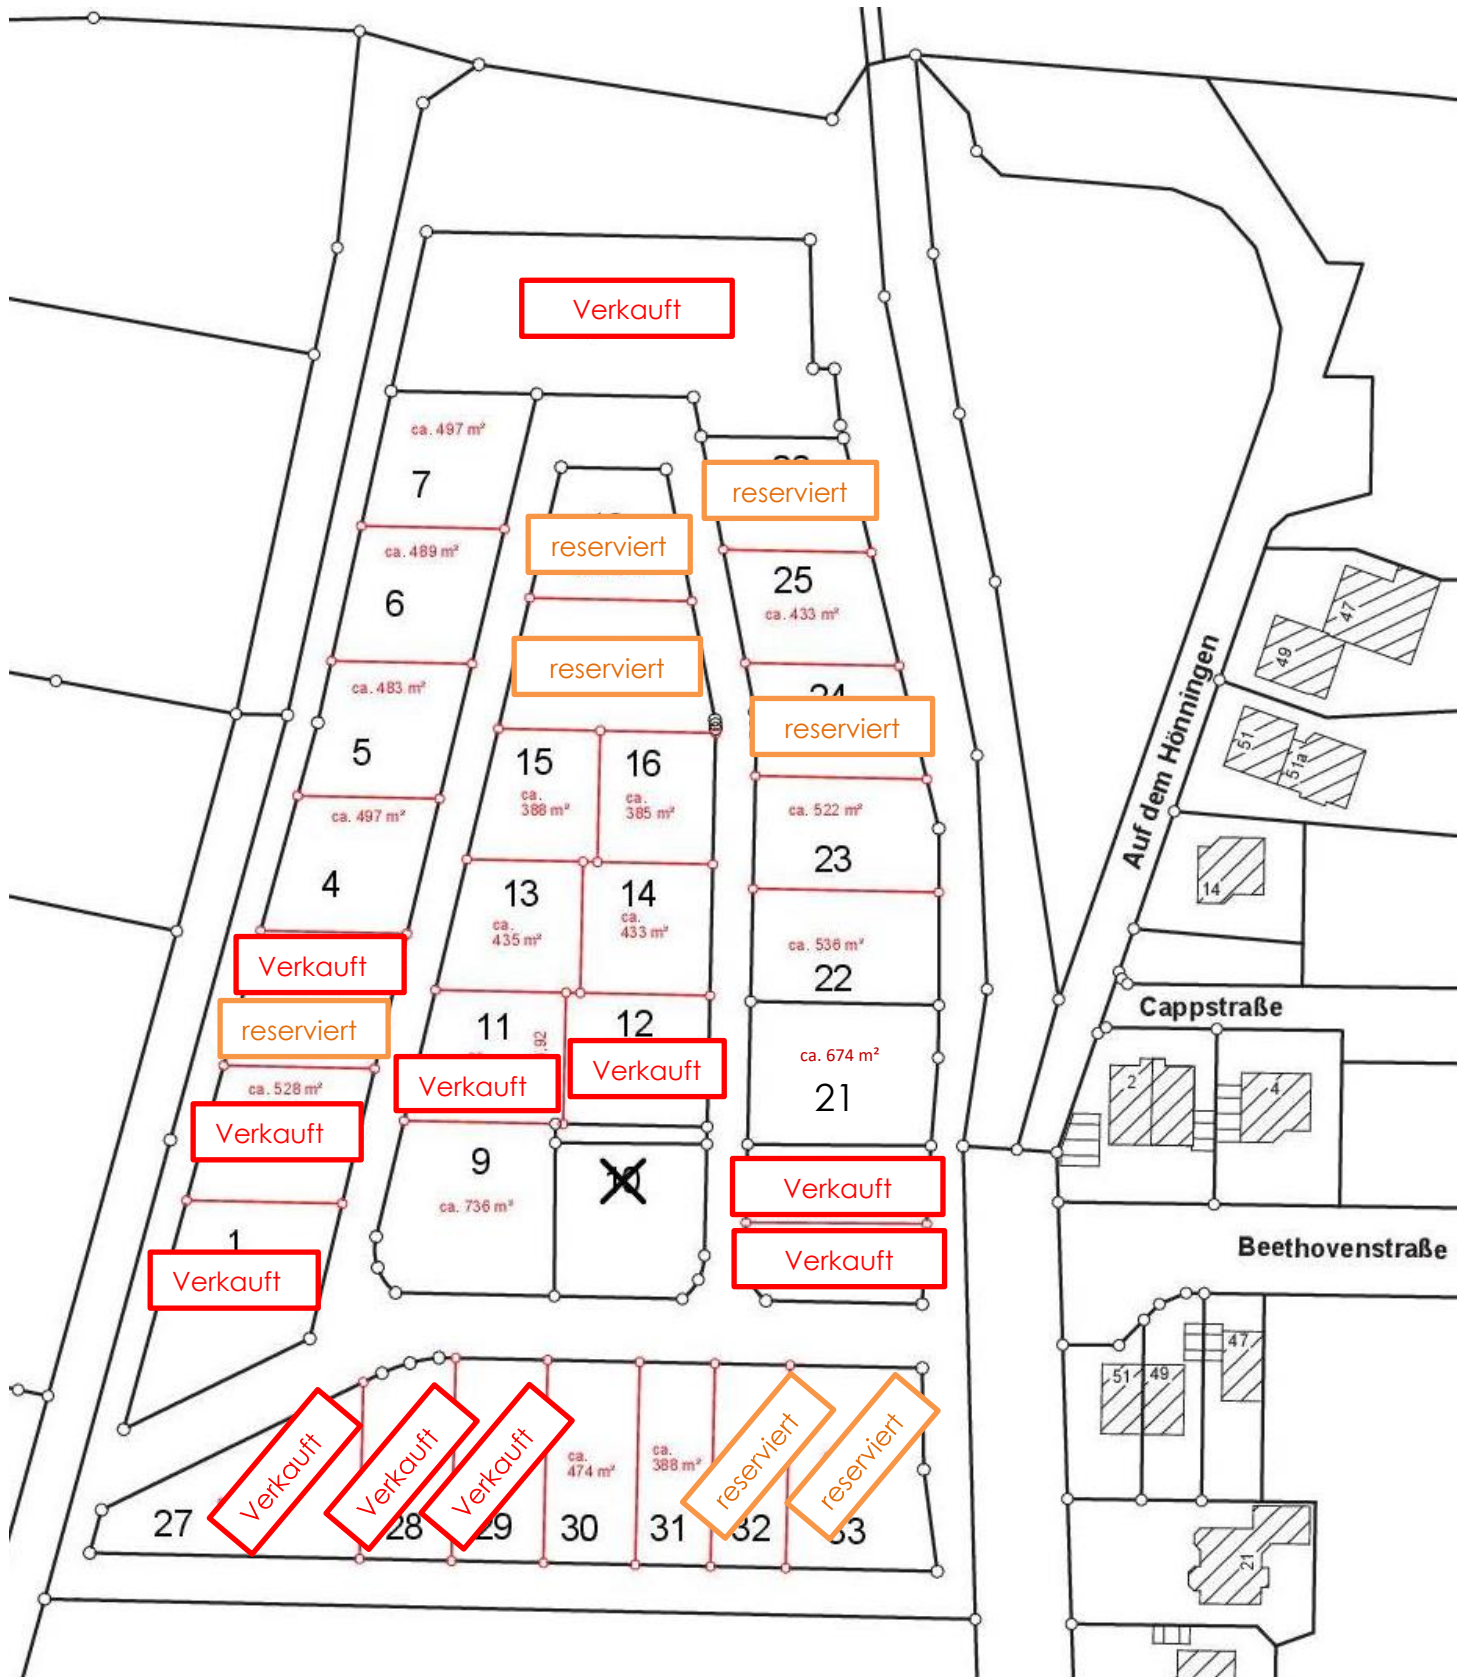 Verkauft
ca. 497 m²
7
reserviert
reserviert
ca. 489 m²
6
25
ca. 433 m²
47
49
reserviert
ca. 483 m²
5
24
reserviert
51
51a
Auf dem Hönningen
15
ca.
388 m²
16
ca.
385 m²
ca. 497 m²
4
ca. 522 m²
23
14
13
ca.
435 m²
14
ca.
433 m²
ca. 536 m²
22
Verkauft
reserviert
Cappstraße
11
12
Verkauft
Verkauft
ca. 674 m²
21
2
4
ca. 528 m²
Verkauft
9
ca. 736 m²
10
Verkauft
Verkauft
1
Verkauft
Beethovenstraße
47
51
49
Verkauft
Verkauft
Verkauft
ca.
474 m²
ca.
388 m²
reserviert
reserviert
27
28
29
30
31
32
33
21